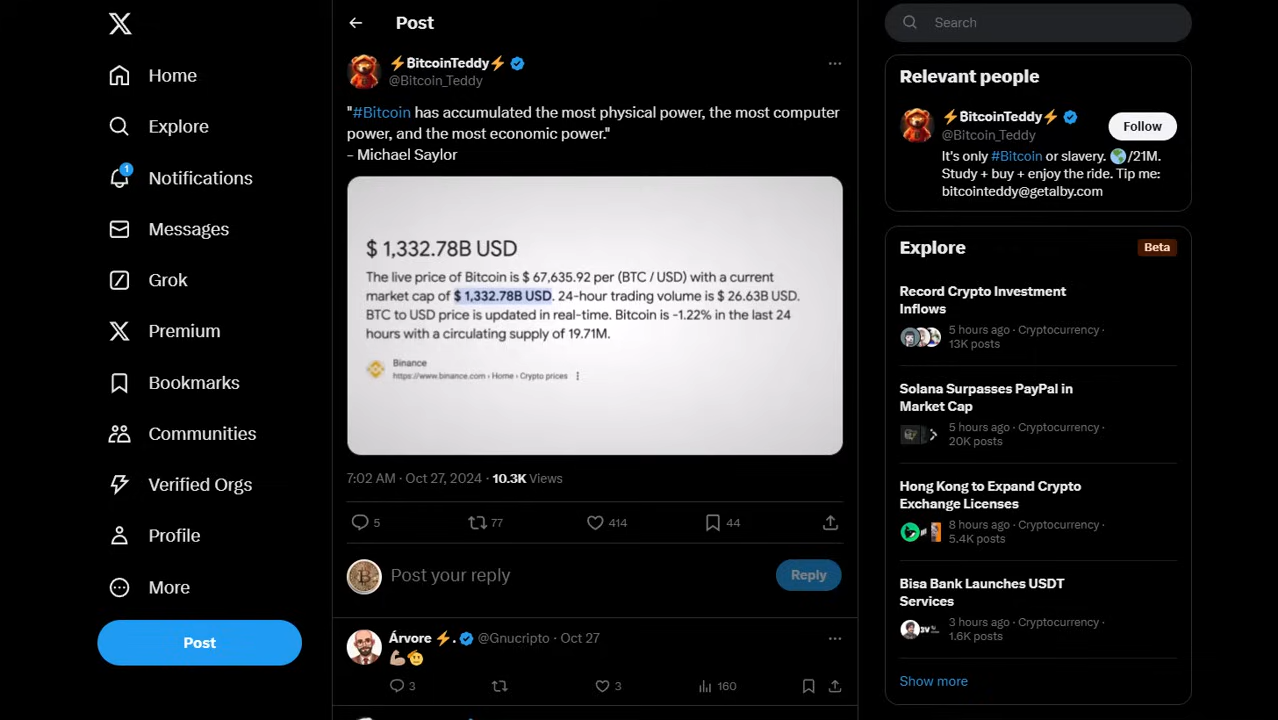 Home
Explore
1
Notifications
Messages
Grok
Premium
Bookmarks
Communities
Verified Orgs
Profile
More
Post
Post
⚡BitcoinTeddy⚡
@Bitcoin_Teddy
"#Bitcoin has accumulated the most physical power, the most computer
power, and the most economic power."
– Michael Saylor
$ 1,332.78B USD
The live price of Bitcoin is $ 67,635.92 per (BTC / USD) with a current
market cap of $ 1,332.78B USD. 24-hour trading volume is $ 26.63B USD.
BTC to USD price is updated in real-time. Bitcoin is -1.22% in the last 24
hours with a circulating supply of 19.71M.
Binance
https://www.binance.com › Home › Crypto prices
7:02 AM · Oct 27, 2024 · 10.3K Views
5 77 414 44
Post your reply
Reply
Árvore ⚡. @Gnucripto · Oct 27
💪🏼🫡
3 3 160
Search
Relevant people
⚡BitcoinTeddy⚡
@Bitcoin_Teddy
Follow
It's only #Bitcoin or slavery. 🌎/21M.
Study + buy + enjoy the ride. Tip me:
bitcointeddy@getalby.com
Explore
Beta
Record Crypto Investment
Inflows
5 hours ago · Cryptocurrency ·
13K posts
Solana Surpasses PayPal in
Market Cap
5 hours ago · Cryptocurrency ·
20K posts
Hong Kong to Expand Crypto
Exchange Licenses
8 hours ago · Cryptocurrency ·
5.4K posts
Bisa Bank Launches USDT
Services
3 hours ago · Cryptocurrency ·
1.6K posts
Show more